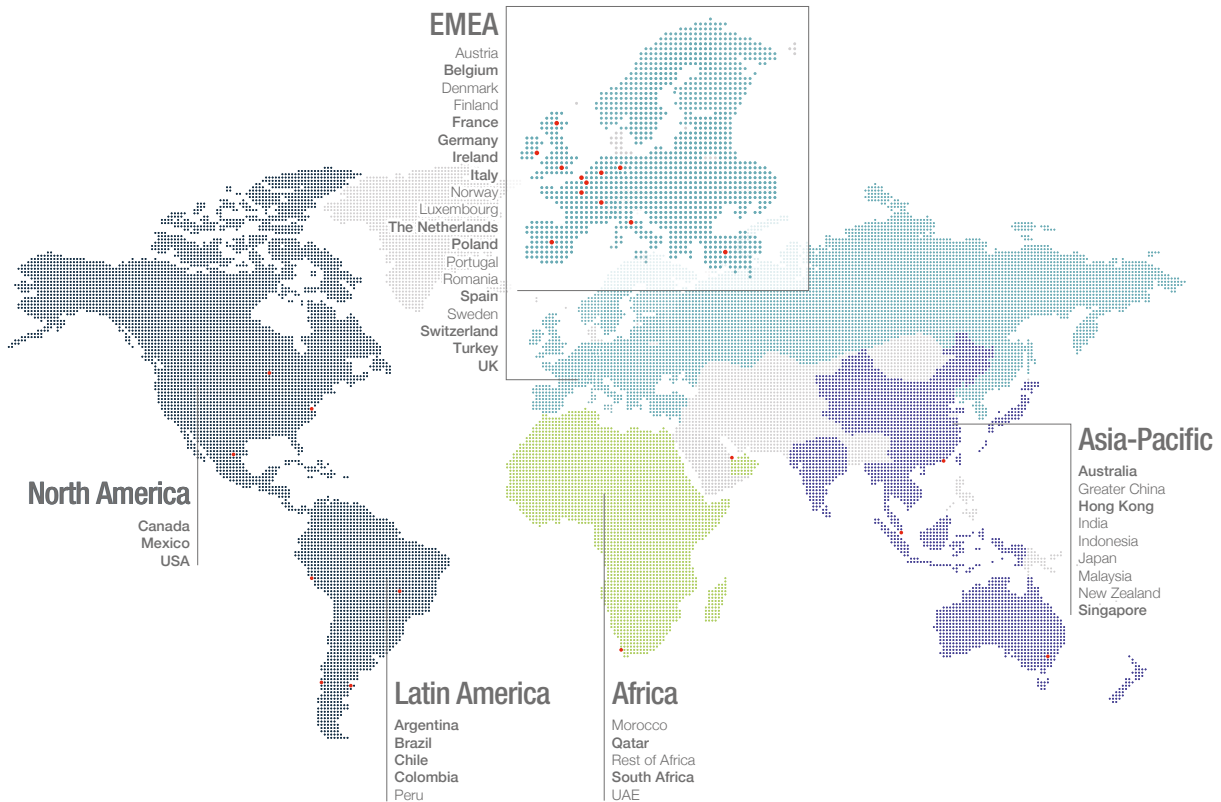 EMEA
Austria
Belgium
Denmark
Finland
France
Germany
Ireland
Italy
Norway
Luxembourg
The Netherlands
Poland
Portugal
Romania
Spain
Sweden
Switzerland
Turkey
UK
North America
Canada
Mexico
USA
Asia-Pacific
Australia
Greater China
Hong Kong
India
Indonesia
Japan
Malaysia
New Zealand
Singapore
Latin America
Argentina
Brazil
Chile
Colombia
Peru
Africa
Morocco
Qatar
Rest of Africa
South Africa
UAE